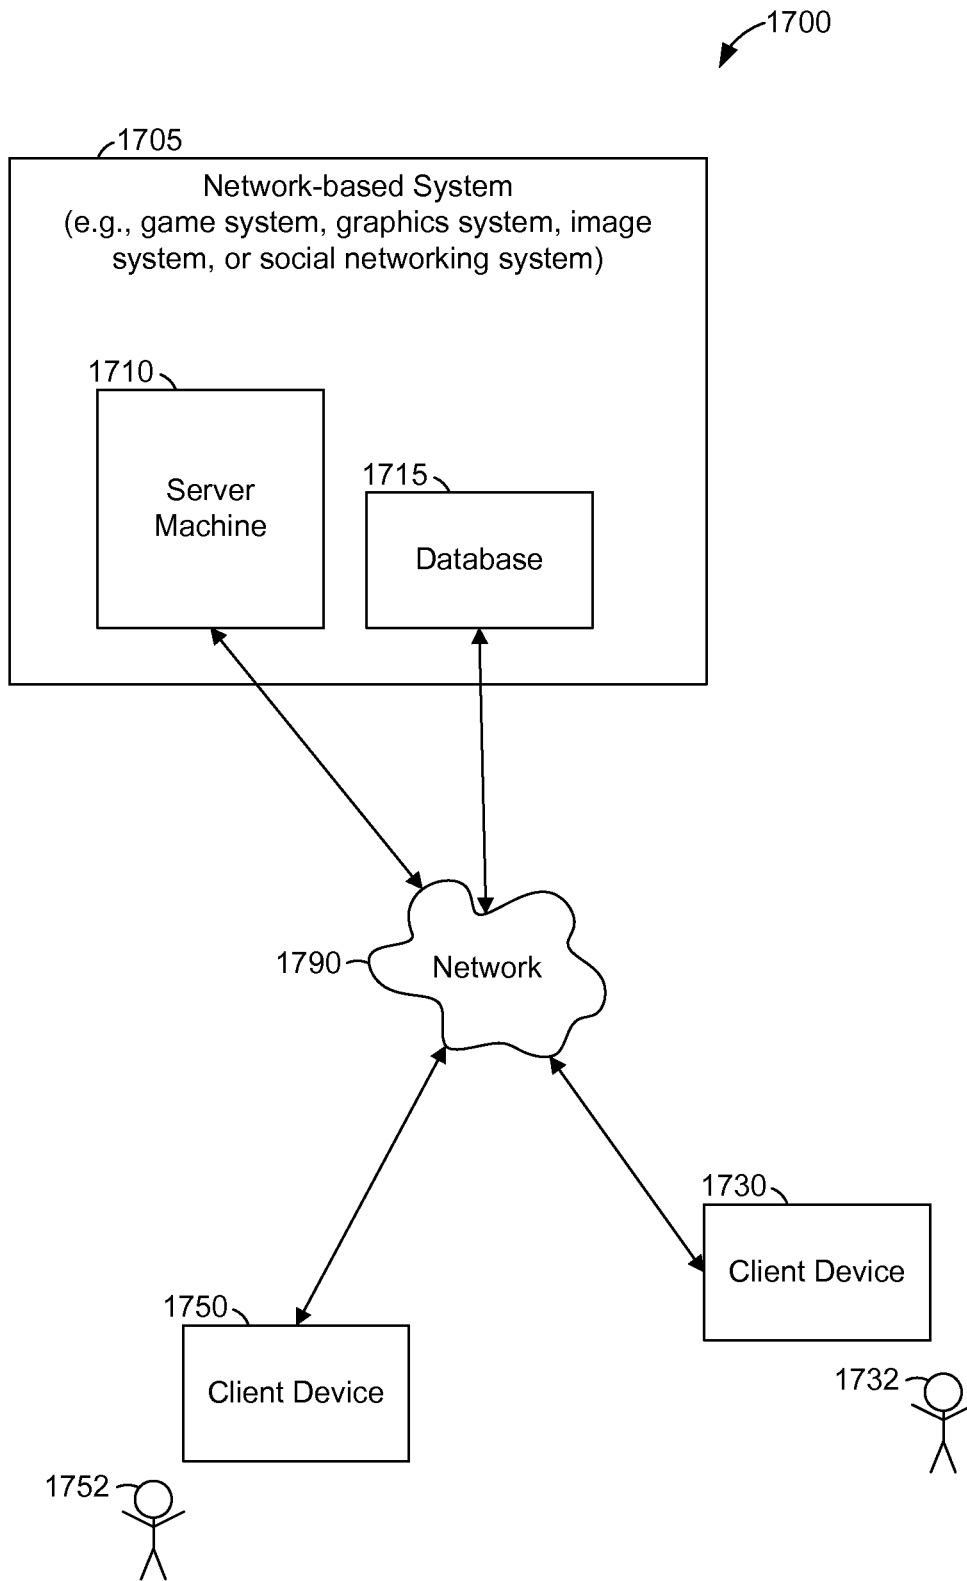 1700
1705
Network-based System
(e.g., game system, graphics system, image
system, or social networking system)
1710
Server
Machine
1715
Database
1790
Network
1730
Client Device
1750
Client Device
1732
1752